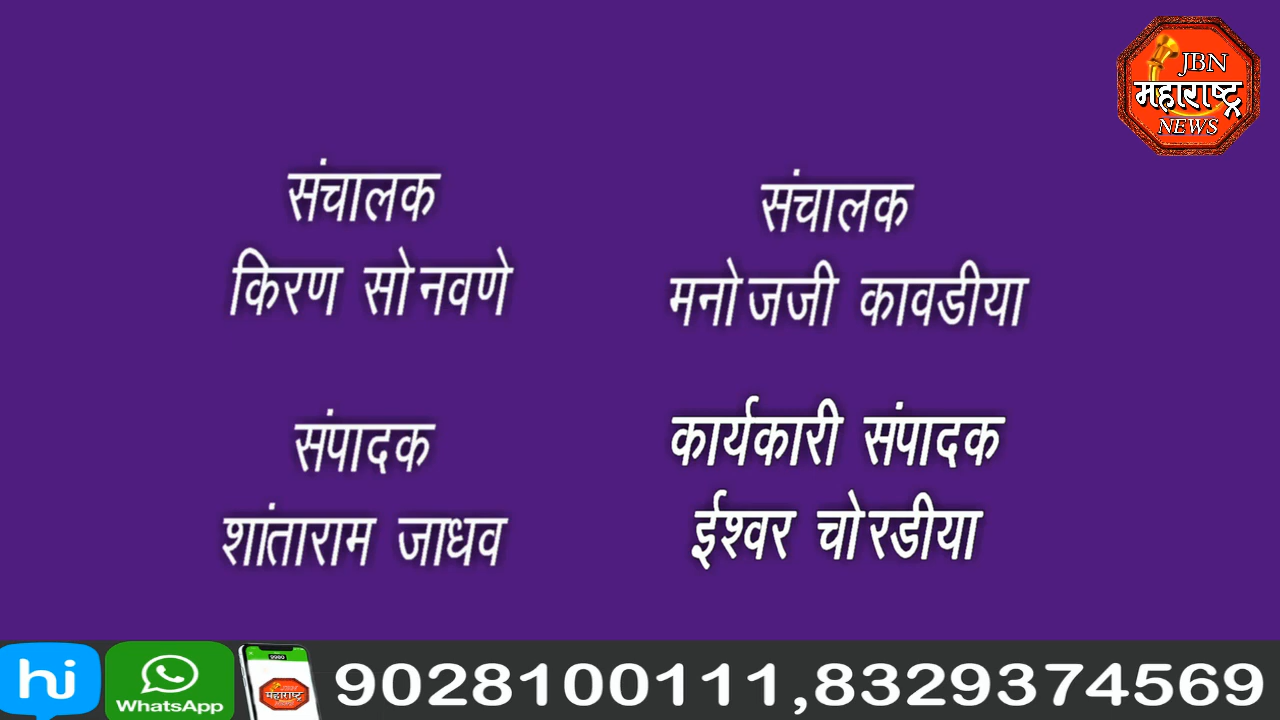 JBN
महाराष्ट्र
NEWS
संचालक
किरण सोनवणे
संचालक
मनोजजी कावडीया
संपादक
शांताराम जाधव
कार्यकारी संपादक
ईश्वर चोरडीया
hi
WhatsApp
महाराष्ट्र
9028100111,8329374569